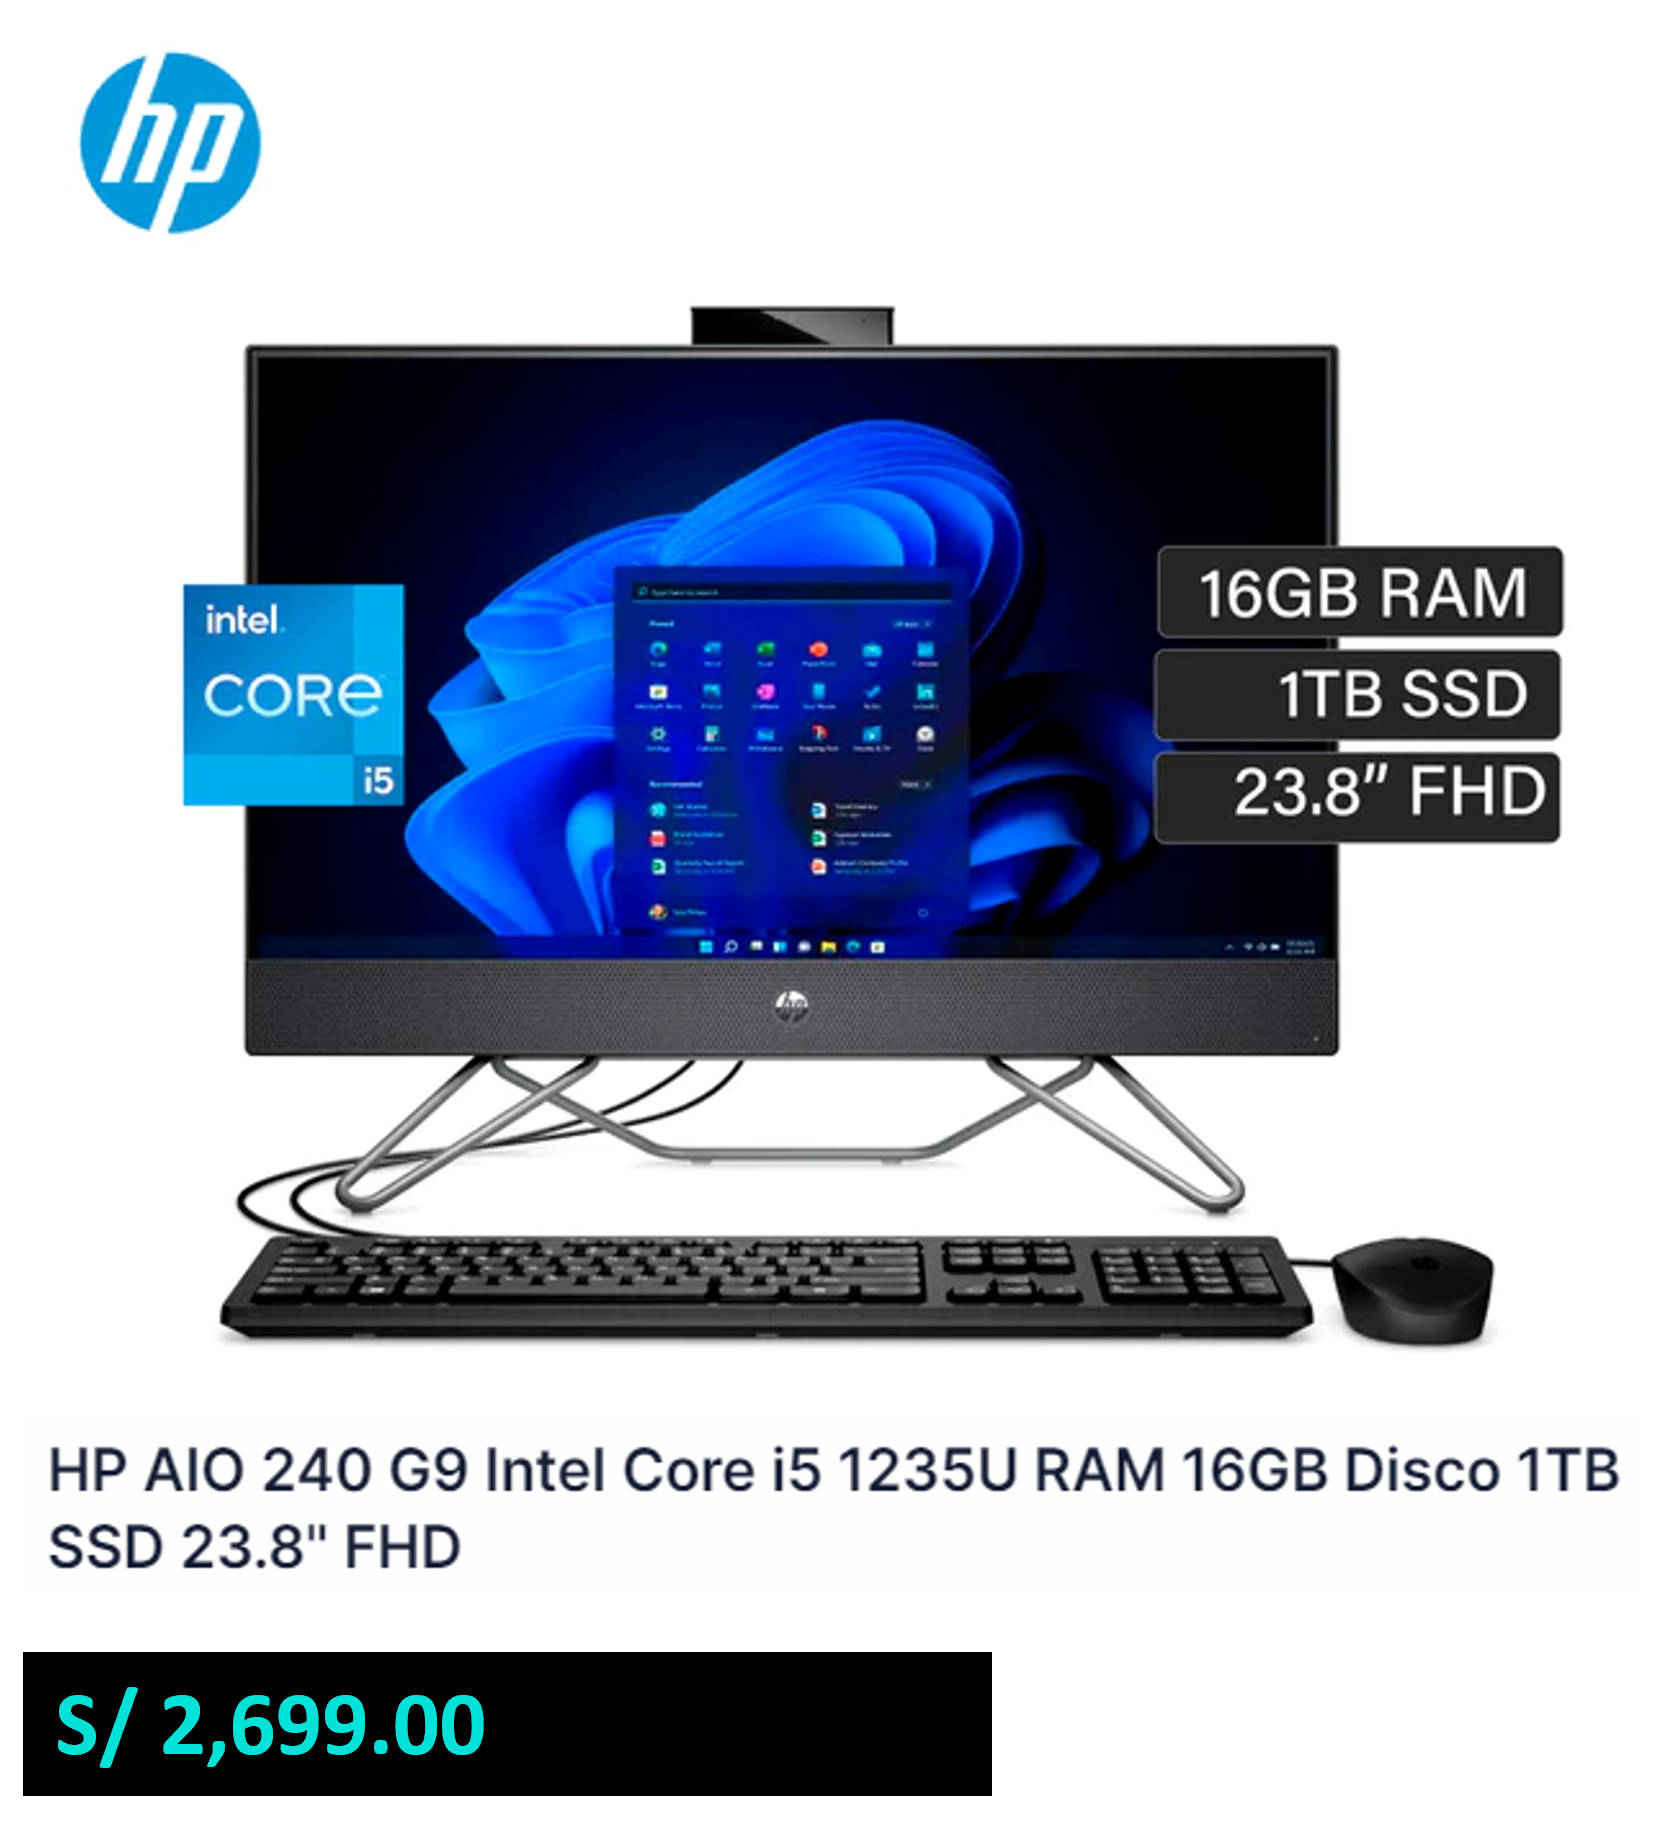 hp
intel.
CORE
i5
16GB RAM
1TB SSD
23.8” FHD
hp
HP AIO 240 G9 Intel Core i5 1235U RAM 16GB Disco 1TB
SSD 23.8" FHD
S/ 2,699.00